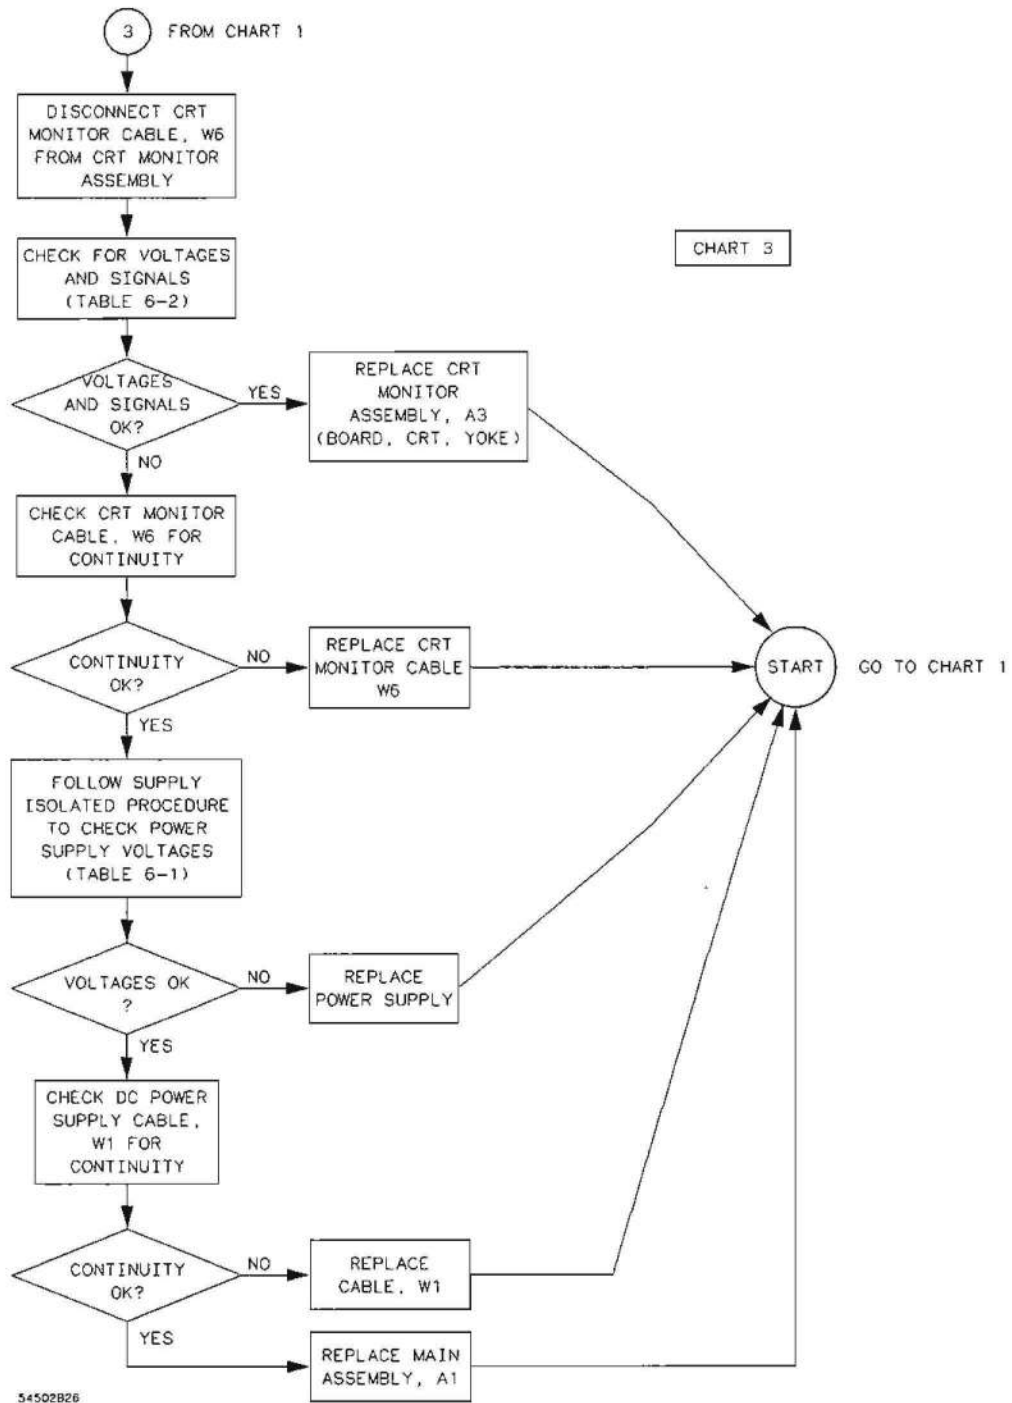 3 FROM CHART 1
DISCONNECT CRT
MONITOR CABLE, W6
FROM CRT MONITOR
ASSEMBLY
CHART 3
CHECK FOR VOLTAGES
AND SIGNALS
(TABLE 6-2)
VOLTAGES
AND SIGNALS
OK?
YES
NO
REPLACE CRT
MONITOR
ASSEMBLY, A3
(BOARD, CRT, YOKE)
CHECK CRT MONITOR
CABLE, W6 FOR
CONTINUITY
CONTINUITY
OK?
NO
YES
REPLACE CRT
MONITOR CABLE
W6
START GO TO CHART 1
FOLLOW SUPPLY
ISOLATED PROCEDURE
TO CHECK POWER
SUPPLY VOLTAGES
(TABLE 6-1)
VOLTAGES OK
?
NO
YES
REPLACE
POWER SUPPLY
CHECK DC POWER
SUPPLY CABLE,
W1 FOR
CONTINUITY
CONTINUITY
OK?
NO
YES
REPLACE
CABLE, W1
REPLACE MAIN
ASSEMBLY, A1
54502B26